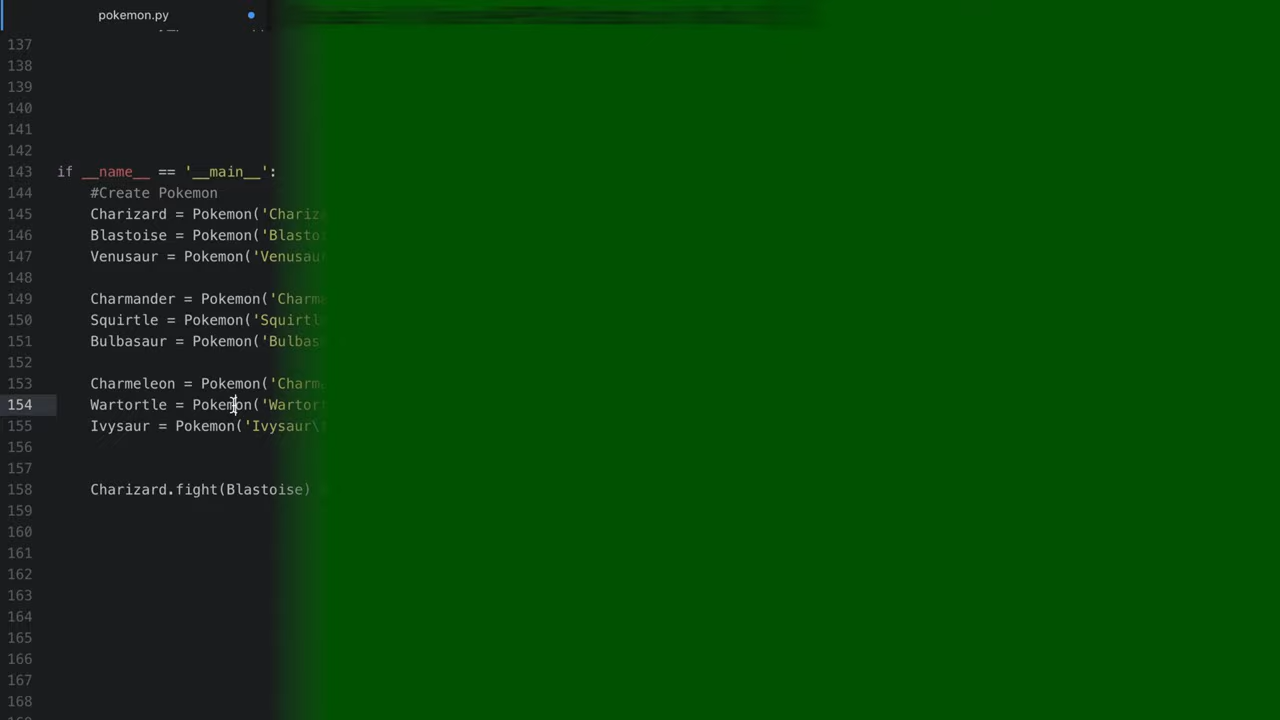 pokemon.py
137
138
139
140
141
142
143 if __name__ == '__main__':
144 #Create Pokemon
145 Charizard = Pokemon('Chariz
146 Blastoise = Pokemon('Blasto
147 Venusaur = Pokemon('Venusau
148
149 Charmander = Pokemon('Charm
150 Squirtle = Pokemon('Squirtl
151 Bulbasaur = Pokemon('Bulbas
152
153 Charmeleon = Pokemon('Charm
154 Wartortle = Pokemon('Wartor
155 Ivysaur = Pokemon('Ivysaur\
156
157
158 Charizard.fight(Blastoise)
159
160
161
162
163
164
165
166
167
168